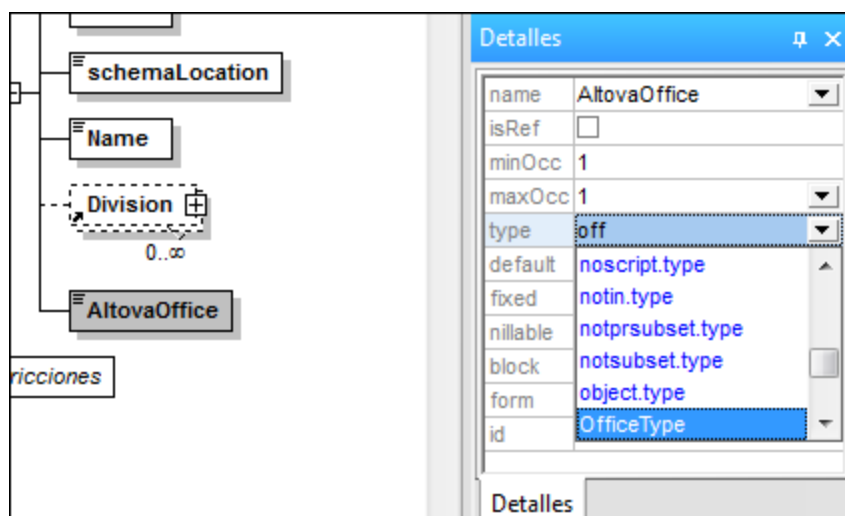 schemaLocation
Name
Division
0..∞
AltovaOffice
ricciones
Detalles
name AltovaOffice
isRef
minOcc 1
maxOcc 1
type off
default
noscript.type
fixed
notin.type
nillable
notprsubset.type
block
notsubset.type
form
object.type
id
OfficeType
Detalles